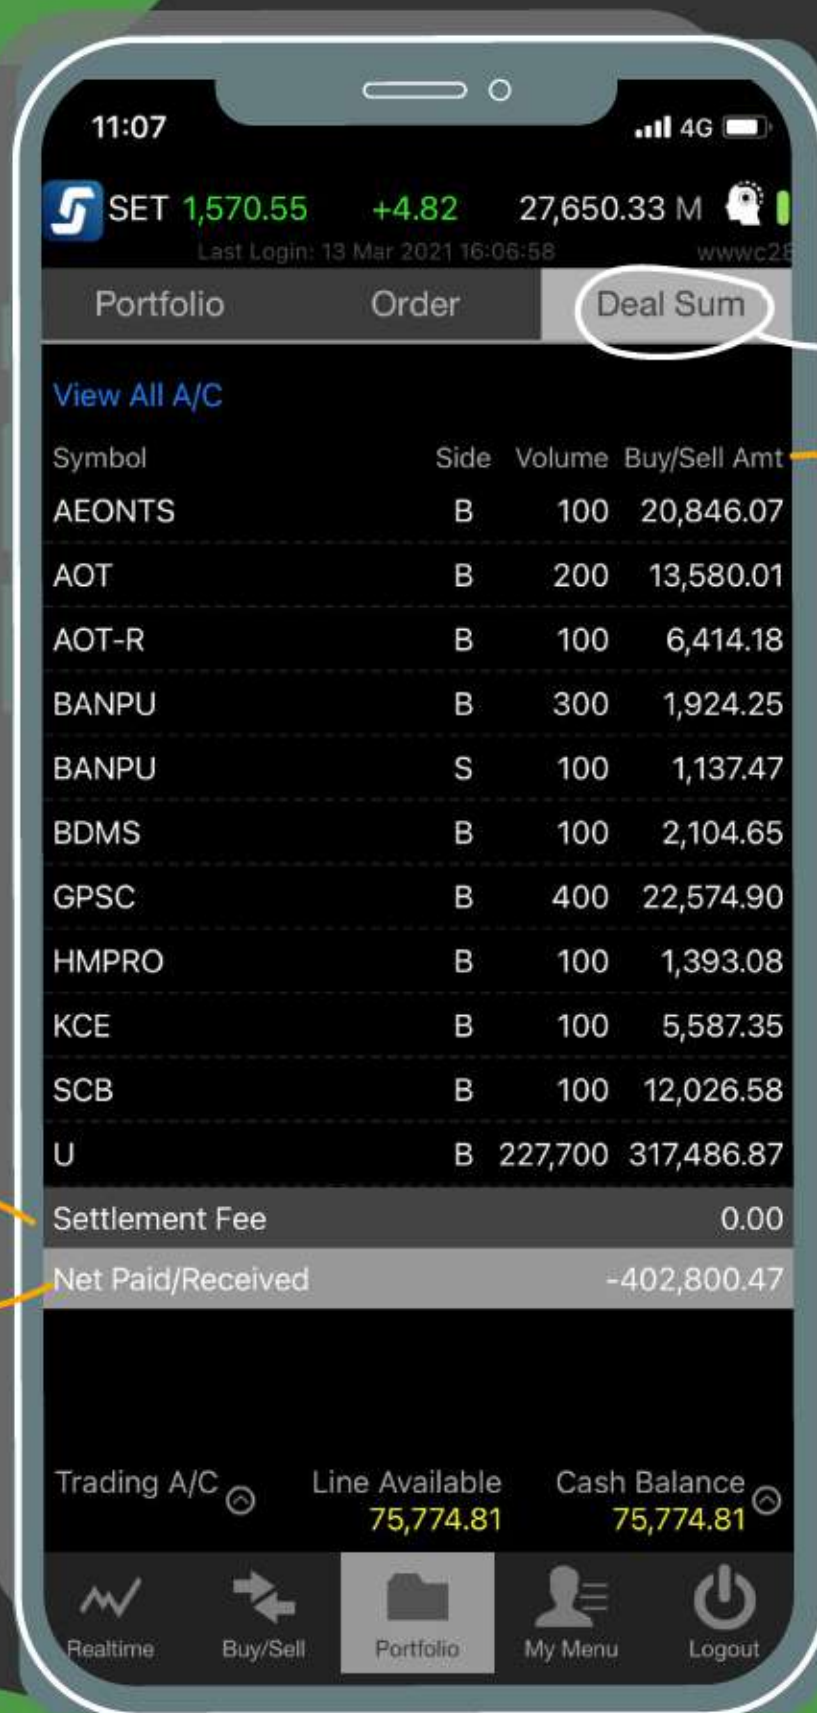 11:07 4G
SET 1,570.55 +4.82 27,650.33 M
Last Login: 13 Mar 2021 16:06:58 wwwc28
Portfolio Order Deal Sum
View All A/C
Symbol Side Volume Buy/Sell Amt
AEONTS B 100 20,846.07
AOT B 200 13,580.01
AOT-R B 100 6,414.18
BANPU B 300 1,924.25
BANPU S 100 1,137.47
BDMS B 100 2,104.65
GPSC B 400 22,574.90
HMPRO B 100 1,393.08
KCE B 100 5,587.35
SCB B 100 12,026.58
U B 227,700 317,486.87
Settlement Fee 0.00
Net Paid/Received -402,800.47
Trading A/C Line Available Cash Balance
75,774.81 75,774.81
Realtime Buy/Sell Portfolio My Menu Logout